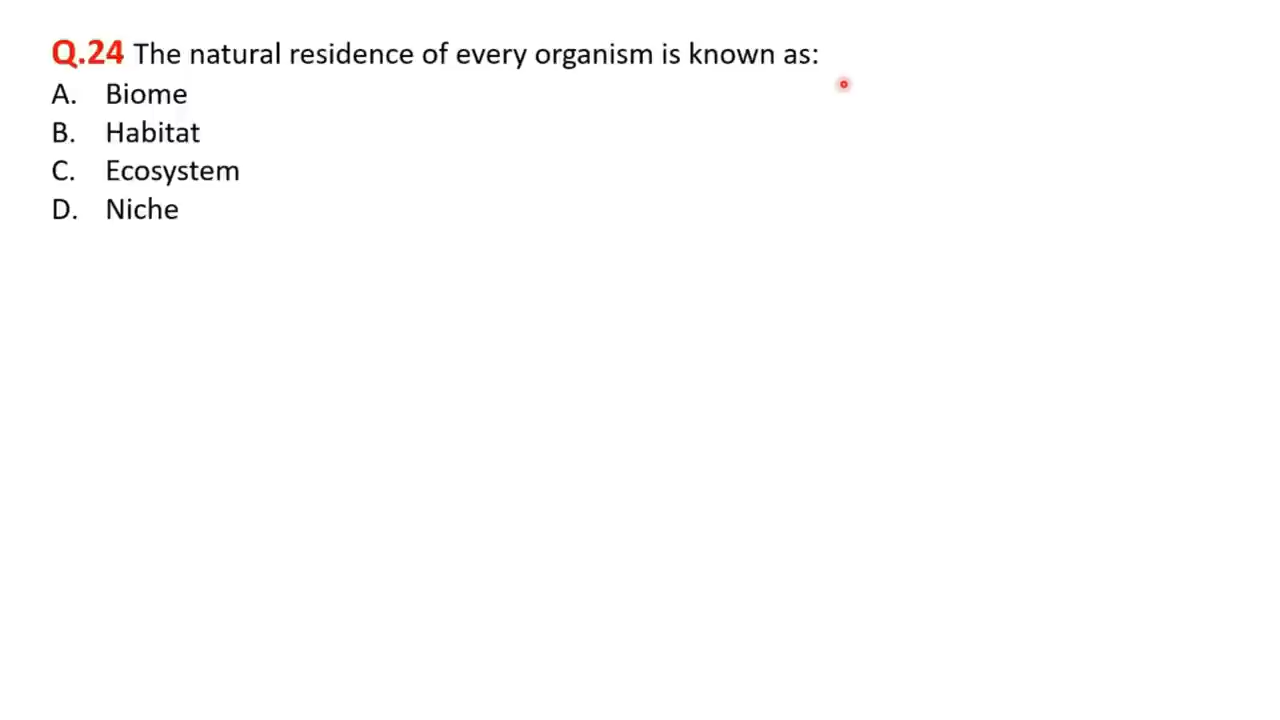 Q.24 The natural residence of every organism is known as:
A. Biome
B. Habitat
C. Ecosystem
D. Niche